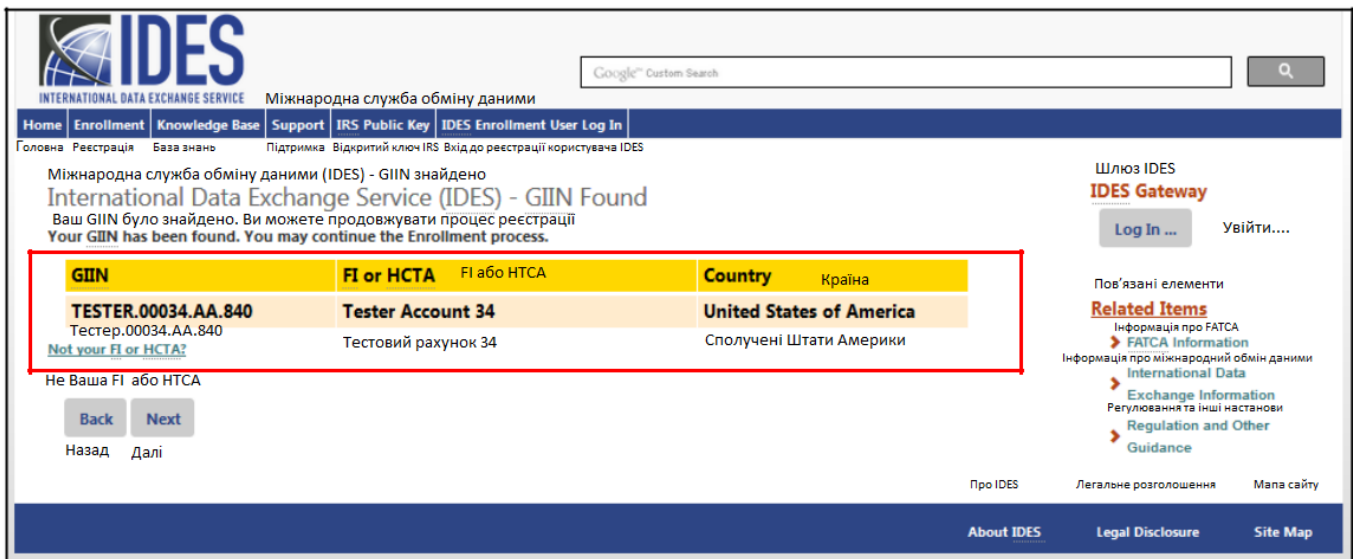 IDES
INTERNATIONAL DATA EXCHANGE SERVICE
Міжнародна служба обміну даними
Google™ Custom Search
Home Enrollment Knowledge Base Support IRS Public Key IDES Enrollment User Log In
Головна Реєстрація База знань Підтримка Відкритий ключ IRS Вхід до реєстрації користувача IDES
Міжнародна служба обміну даними (IDES) - GIIN знайдено
International Data Exchange Service (IDES) - GIIN Found
Ваш GIIN було знайдено. Ви можете продовжувати процес реєстрації
Your GIIN has been found. You may continue the Enrollment process.
GIIN FI or HCTA FI або HTCA Country Країна
TESTER.00034.AA.840 Tester Account 34 United States of America
Тестер.00034.АА.840 Тестовий рахунок 34 Сполучені Штати Америки
Not your FI or HCTA?
Не Ваша FI або HTCA
Back Next
Назад Далі
Шлюз IDES
IDES Gateway
Log In ... Увійти....
Пов'язані елементи
Related Items
Інформація про FATCA
FATCA Information
Інформація про міжнародний обмін даними
International Data
Exchange Information
Регулювання та інші настанови
Regulation and Other
Guidance
Про IDES Легальне розголошення Мапа сайту
About IDES Legal Disclosure Site Map